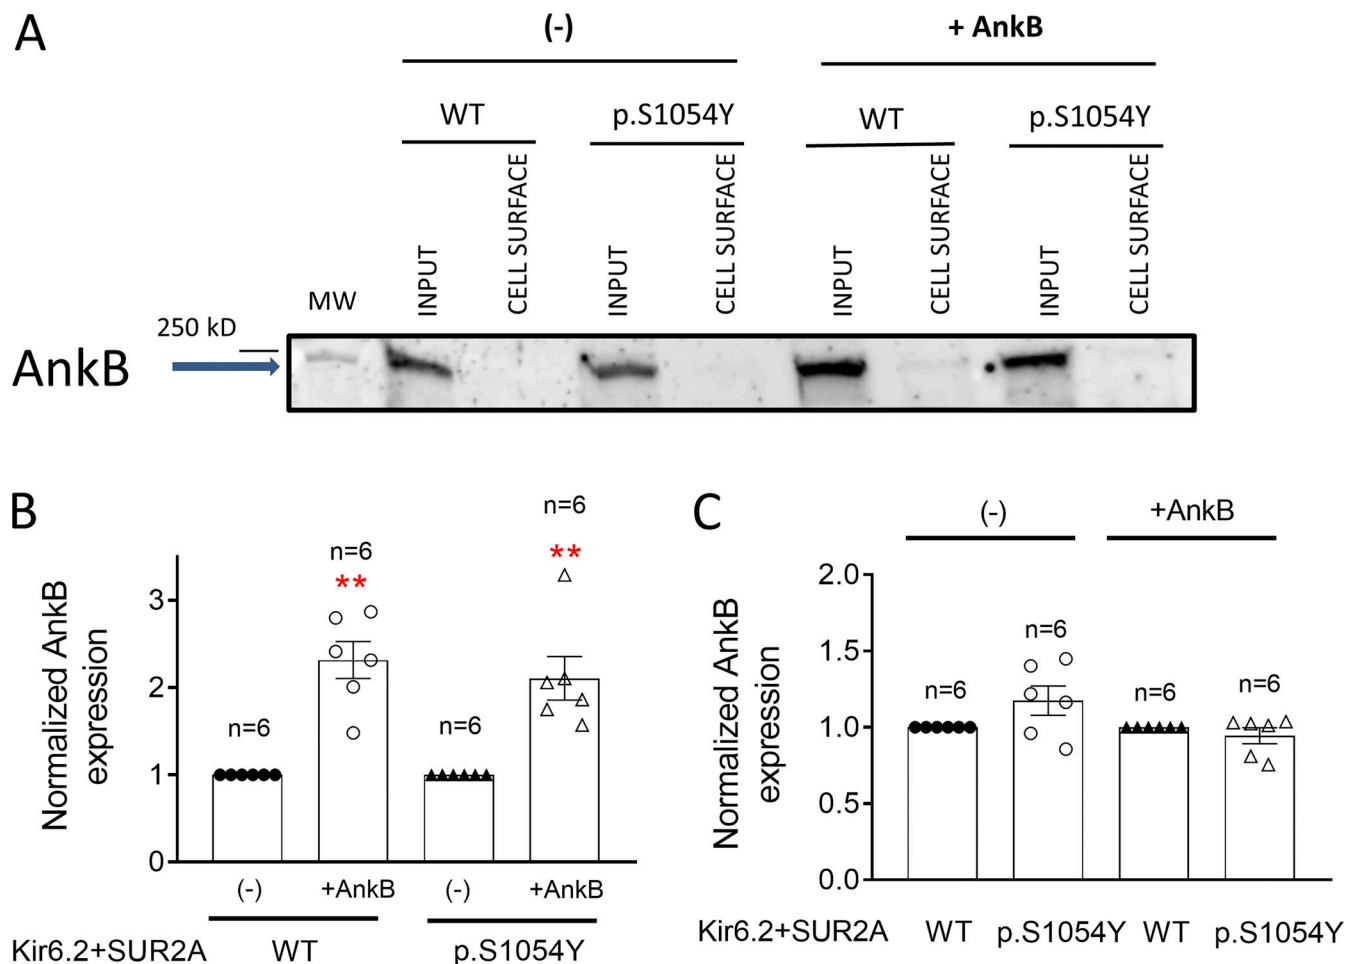 A
(-)
+ AnkB
WT
p.S1054Y
WT
p.S1054Y
INPUT
CELL SURFACE
INPUT
CELL SURFACE
INPUT
CELL SURFACE
INPUT
CELL SURFACE
MW
250 kD
AnkB
B
Normalized AnkB
expression
3
2
1
0
n=6
n=6
**
n=6
n=6
**
(-)
+AnkB
(-)
+AnkB
Kir6.2+SUR2A
WT
p.S1054Y
C
(-)
+AnkB
Normalized AnkB
expression
2.0
1.5
1.0
0.5
0.0
n=6
n=6
n=6
n=6
Kir6.2+SUR2A
WT
p.S1054Y
WT
p.S1054Y